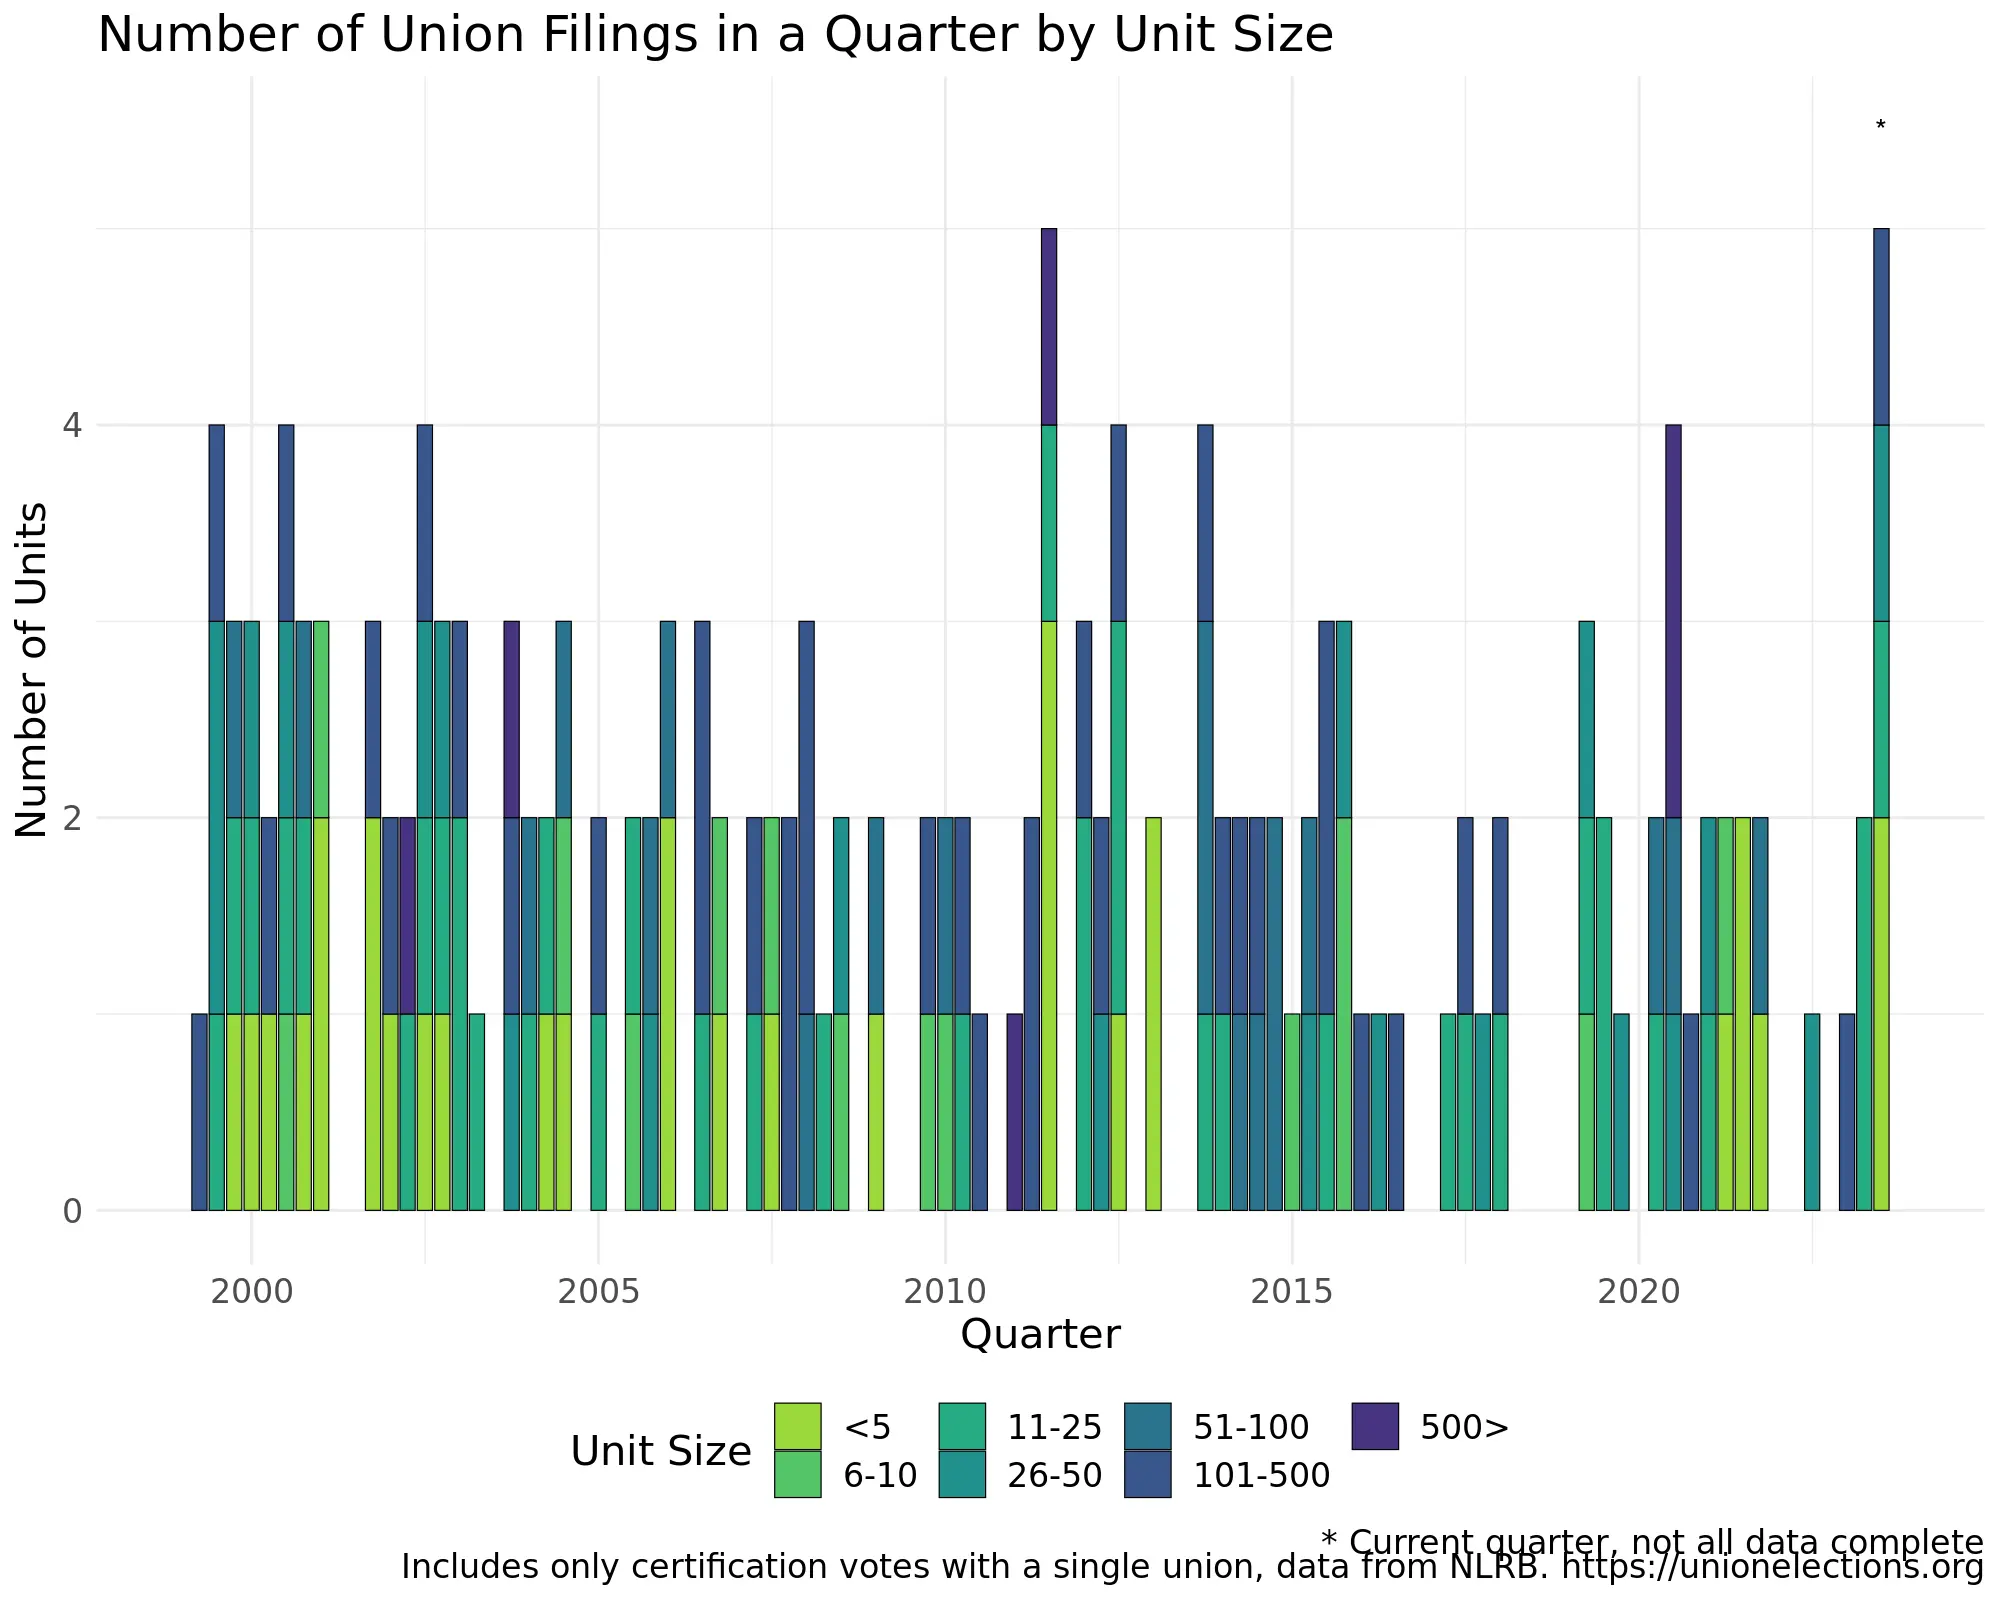 Number of Union Filings in a Quarter by Unit Size
*
Number of Units
4
2
0
2000 2005 2010 2015 2020
Quarter
Unit Size
<5 11-25 51-100 500>
6-10 26-50 101-500
* Current quarter, not all data complete
Includes only certification votes with a single union, data from NLRB. https://unionelections.org